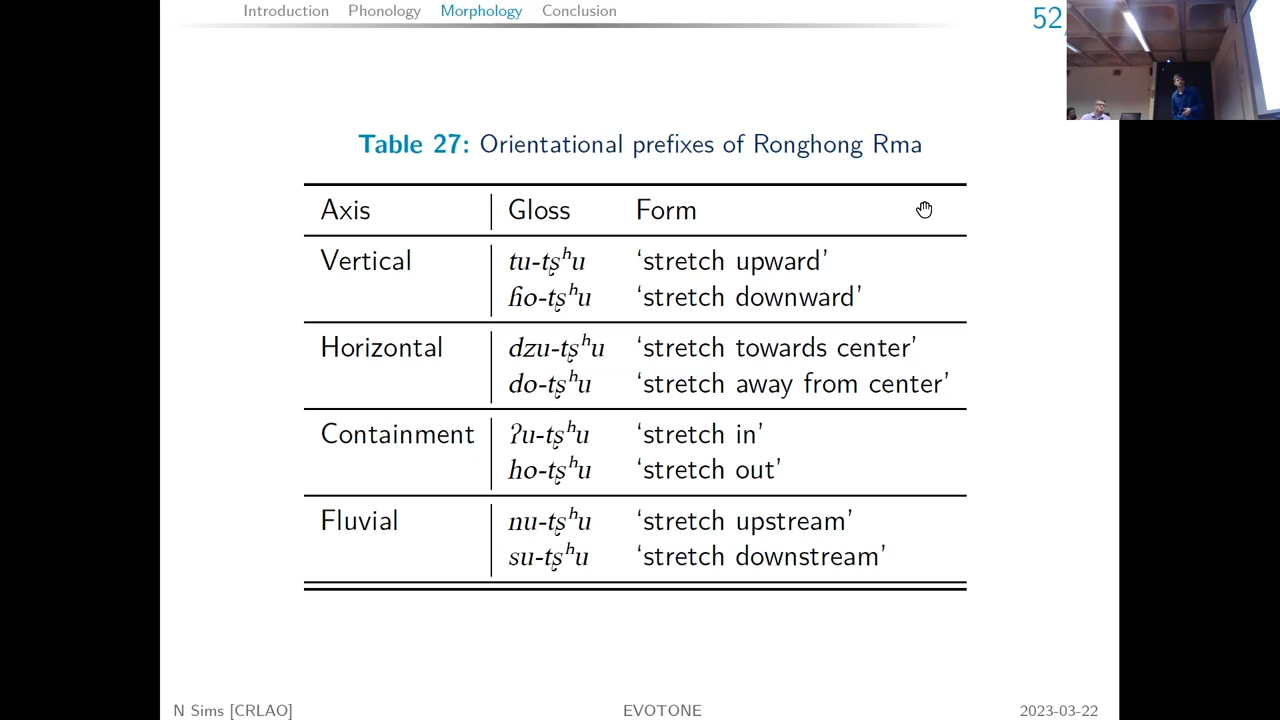 Introduction Phonology Morphology Conclusion
52
Table 27: Orientational prefixes of Ronghong Rma
Axis Gloss Form
Vertical tu-tʂʰu ‘stretch upward’
ɦo-tʂʰu ‘stretch downward’
Horizontal dzu-tʂʰu ‘stretch towards center’
do-tʂʰu ‘stretch away from center’
Containment ʔu-tʂʰu ‘stretch in’
ho-tʂʰu ‘stretch out’
Fluvial nu-tʂʰu ‘stretch upstream’
su-tʂʰu ‘stretch downstream’
N Sims [CRLAO] EVOTONE 2023-03-22